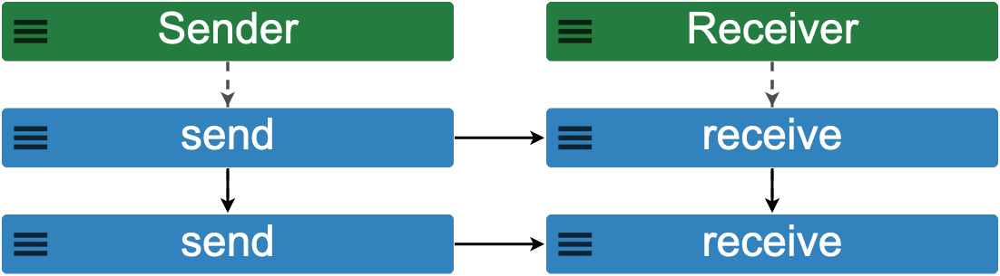 Sender
Receiver
send
receive
send
receive